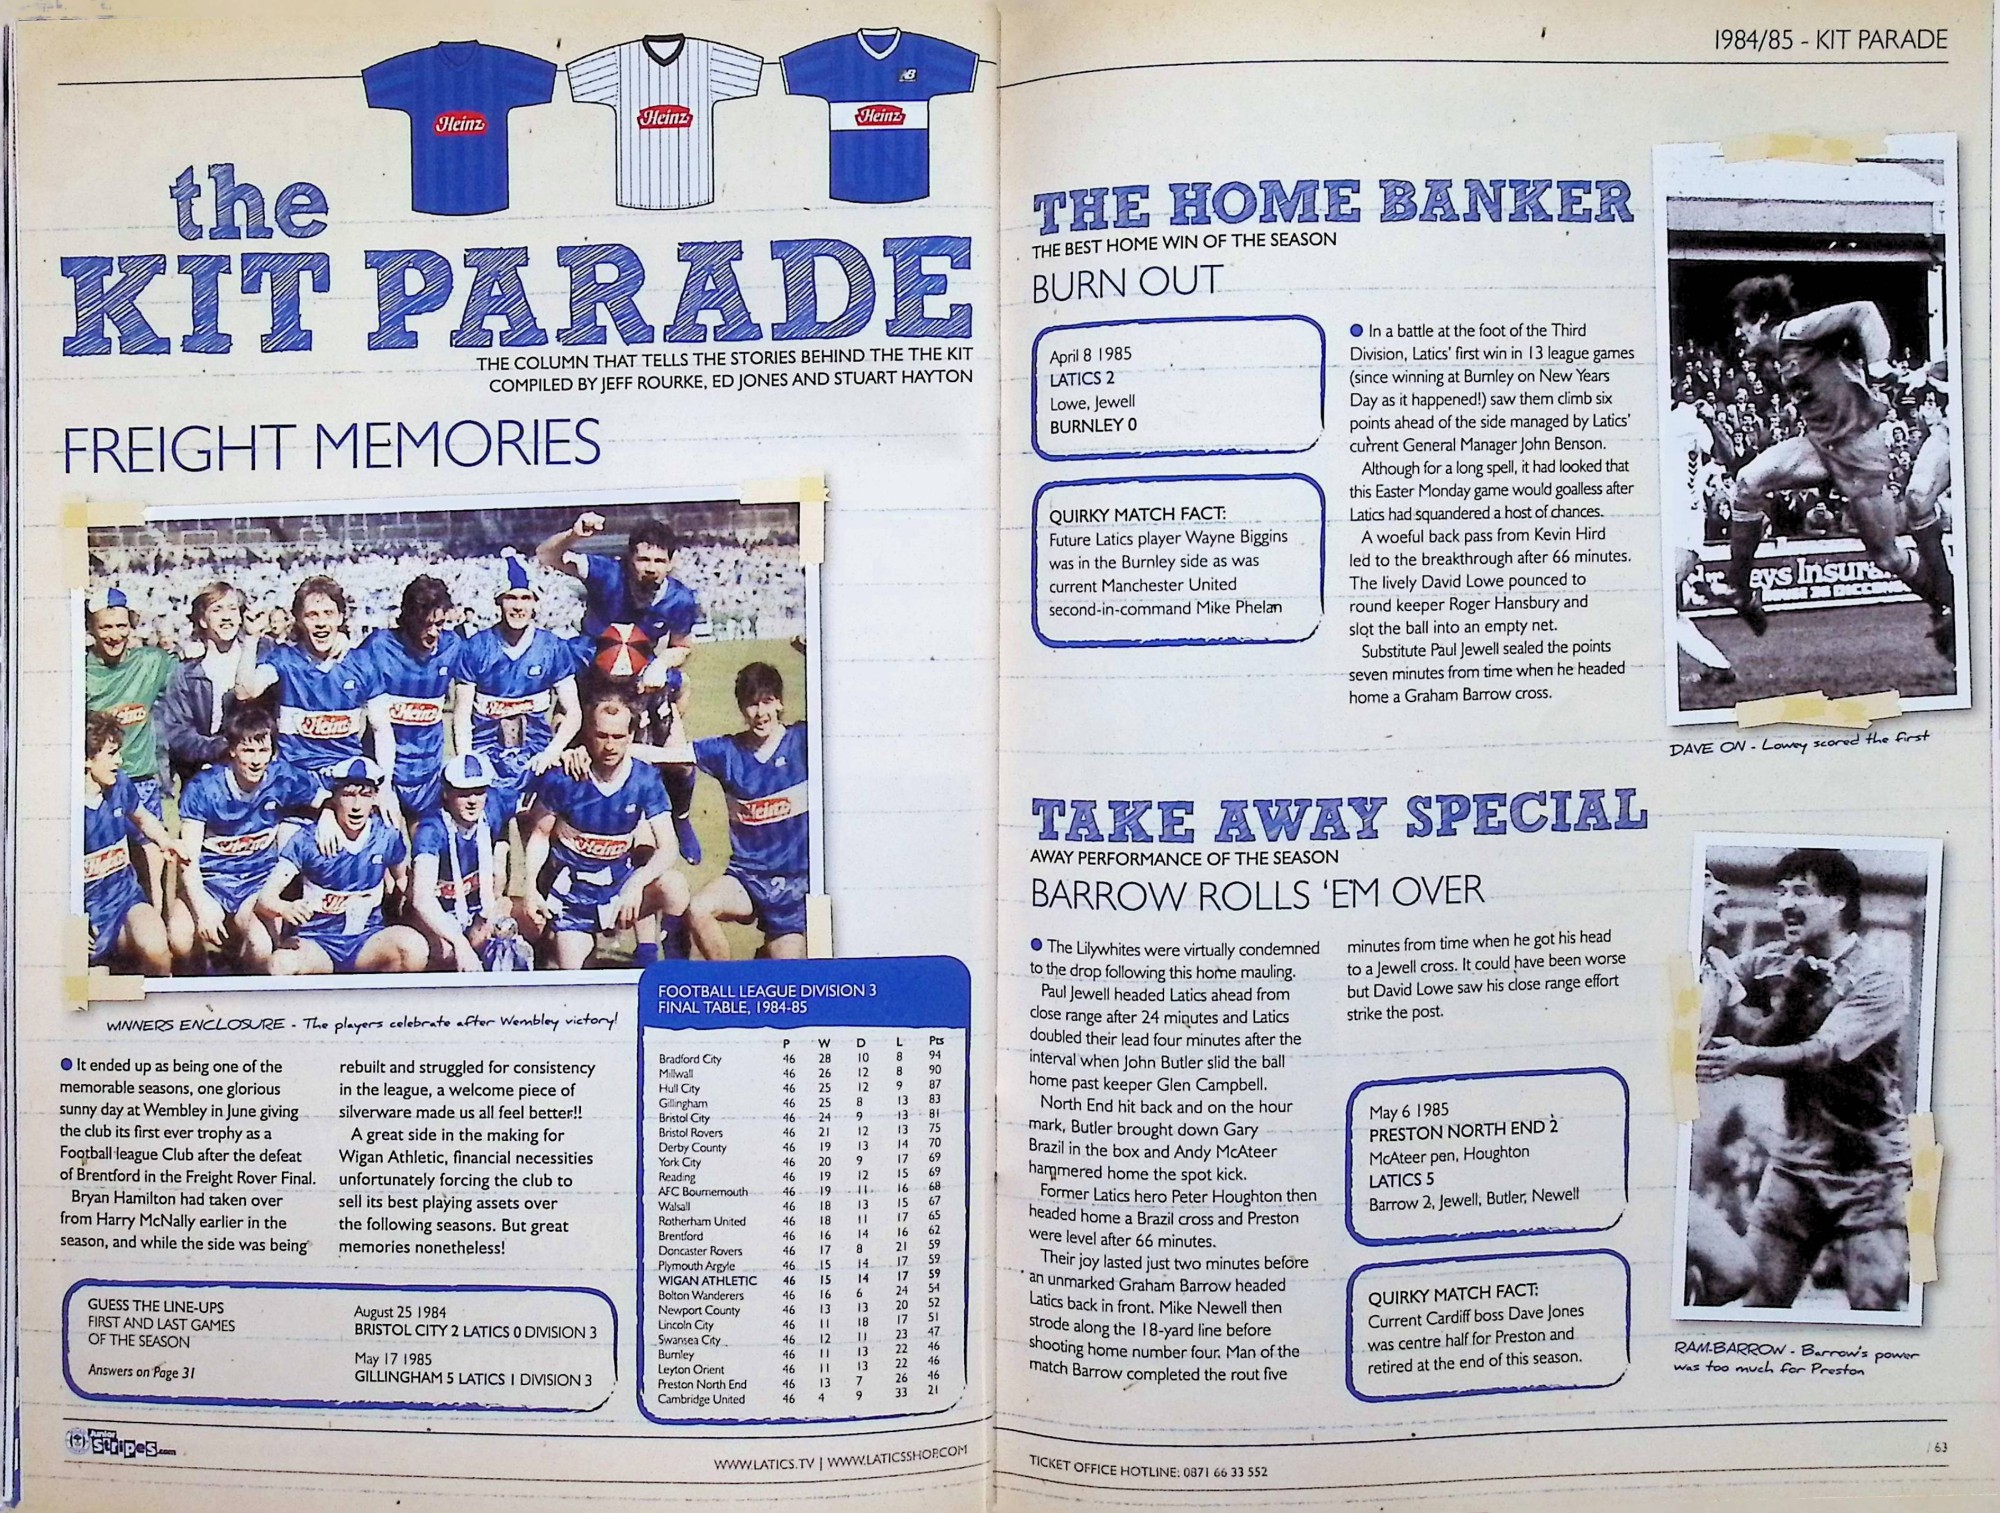 Heinz
Heinz
Heinz
NB
the
KIT PARADE
THE COLUMN THAT TELLS THE STORIES BEHIND THE THE KIT
COMPILED BY JEFF ROURKE, ED JONES AND STUART HAYTON
FREIGHT MEMORIES
WINNERS ENCLOSURE - The players celebrate after Wembley victory!
It ended up as being one of the
memorable seasons, one glorious
sunny day at Wembley in June giving
the club its first ever trophy as a
Football league Club after the defeat
of Brentford in the Freight Rover Final.
Bryan Hamilton had taken over
from Harry McNally earlier in the
season, and while the side was being
rebuilt and struggled for consistency
in the league, a welcome piece of
silverware made us all feel better!!
A great side in the making for
Wigan Athletic, financial necessities
unfortunately forcing the club to
sell its best playing assets over
the following seasons. But great
memories nonetheless!
GUESS THE LINE-UPS
FIRST AND LAST GAMES
OF THE SEASON
Answers on Page 31
August 25 1984
BRISTOL CITY 2 LATICS 0 DIVISION 3
May 17 1985
GILLINGHAM 5 LATICS 1 DIVISION 3
FOOTBALL LEAGUE DIVISION 3
FINAL TABLE, 1984-85
P W D L Pts
Bradford City 46 28 10 8 94
Millwall 46 26 12 8 90
Hull City 46 25 12 9 87
Gillingham 46 25 8 13 83
Bristol City 46 24 9 13 81
Bristol Rovers 46 21 12 13 75
Derby County 46 19 13 14 70
York City 46 20 9 17 69
Reading 46 19 12 15 69
AFC Bournemouth 46 19 11 16 68
Walsall 46 18 13 15 67
Rotherham United 46 18 11 17 65
Brentford 46 16 14 16 62
Doncaster Rovers 46 17 8 21 59
Plymouth Argyle 46 15 14 17 59
WIGAN ATHLETIC 46 15 14 17 59
Bolton Wanderers 46 16 6 24 54
Newport County 46 13 13 20 52
Lincoln City 46 11 18 17 51
Swansea City 46 12 11 23 47
Burnley 46 11 13 22 46
Leyton Orient 46 11 13 22 46
Preston North End 46 13 7 26 46
Cambridge United 46 4 9 33 21
Junior
Stripes.com
WWW.LATICS.TV | WWW.LATICSSHOP.COM
1984/85 - KIT PARADE
THE HOME BANKER
THE BEST HOME WIN OF THE SEASON
BURN OUT
April 8 1985
LATICS 2
Lowe, Jewell
BURNLEY 0
QUIRKY MATCH FACT:
Future Latics player Wayne Biggins
was in the Burnley side as was
current Manchester United
second-in-command Mike Phelan
In a battle at the foot of the Third
Division, Latics' first win in 13 league games
(since winning at Burnley on New Years
Day as it happened!) saw them climb six
points ahead of the side managed by Latics'
current General Manager John Benson.
Although for a long spell, it had looked that
this Easter Monday game would goalless after
Latics had squandered a host of chances.
A woeful back pass from Kevin Hird
led to the breakthrough after 66 minutes.
The lively David Lowe pounced to
round keeper Roger Hansbury and
slot the ball into an empty net.
Substitute Paul Jewell sealed the points
seven minutes from time when he headed
home a Graham Barrow cross.
DAVE ON - Lowey scored the first
TAKE AWAY SPECIAL
AWAY PERFORMANCE OF THE SEASON
BARROW ROLLS 'EM OVER
The Lilywhites were virtually condemned
to the drop following this home mauling.
Paul Jewell headed Latics ahead from
close range after 24 minutes and Latics
doubled their lead four minutes after the
interval when John Butler slid the ball
home past keeper Glen Campbell.
North End hit back and on the hour
mark, Butler brought down Gary
Brazil in the box and Andy McAteer
hammered home the spot kick.
Former Latics hero Peter Houghton then
headed home a Brazil cross and Preston
were level after 66 minutes.
Their joy lasted just two minutes before
an unmarked Graham Barrow headed
Latics back in front. Mike Newell then
strode along the 18-yard line before
shooting home number four. Man of the
match Barrow completed the rout five
minutes from time when he got his head
to a Jewell cross. It could have been worse
but David Lowe saw his close range effort
strike the post.
May 6 1985
PRESTON NORTH END 2
McAteer pen, Houghton
LATICS 5
Barrow 2, Jewell, Butler, Newell
QUIRKY MATCH FACT:
Current Cardiff boss Dave Jones
was centre half for Preston and
retired at the end of this season.
RAM-BARROW - Barrow's power
was too much for Preston
TICKET OFFICE HOTLINE: 0871 66 33 552
/ 63